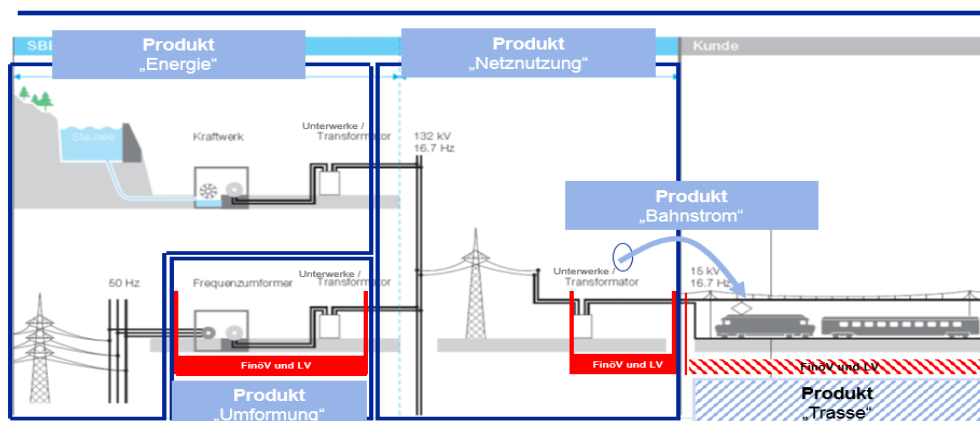 SBB
Produkt
„Energie“
Produkt
„Netznutzung“
Kunde
Stausee
Kraftwerk
Unterwerke /
Transformator
132 kV
16.7 Hz
Produkt
„Bahnstrom“
50 Hz
Frequenzumformer
Unterwerke /
Transformator
Unterwerke /
Transformator
15 kV
16.7 Hz
FinöV und LV
FinöV und LV
FinöV und LV
Produkt
„Umformung“
Produkt
„Trasse“